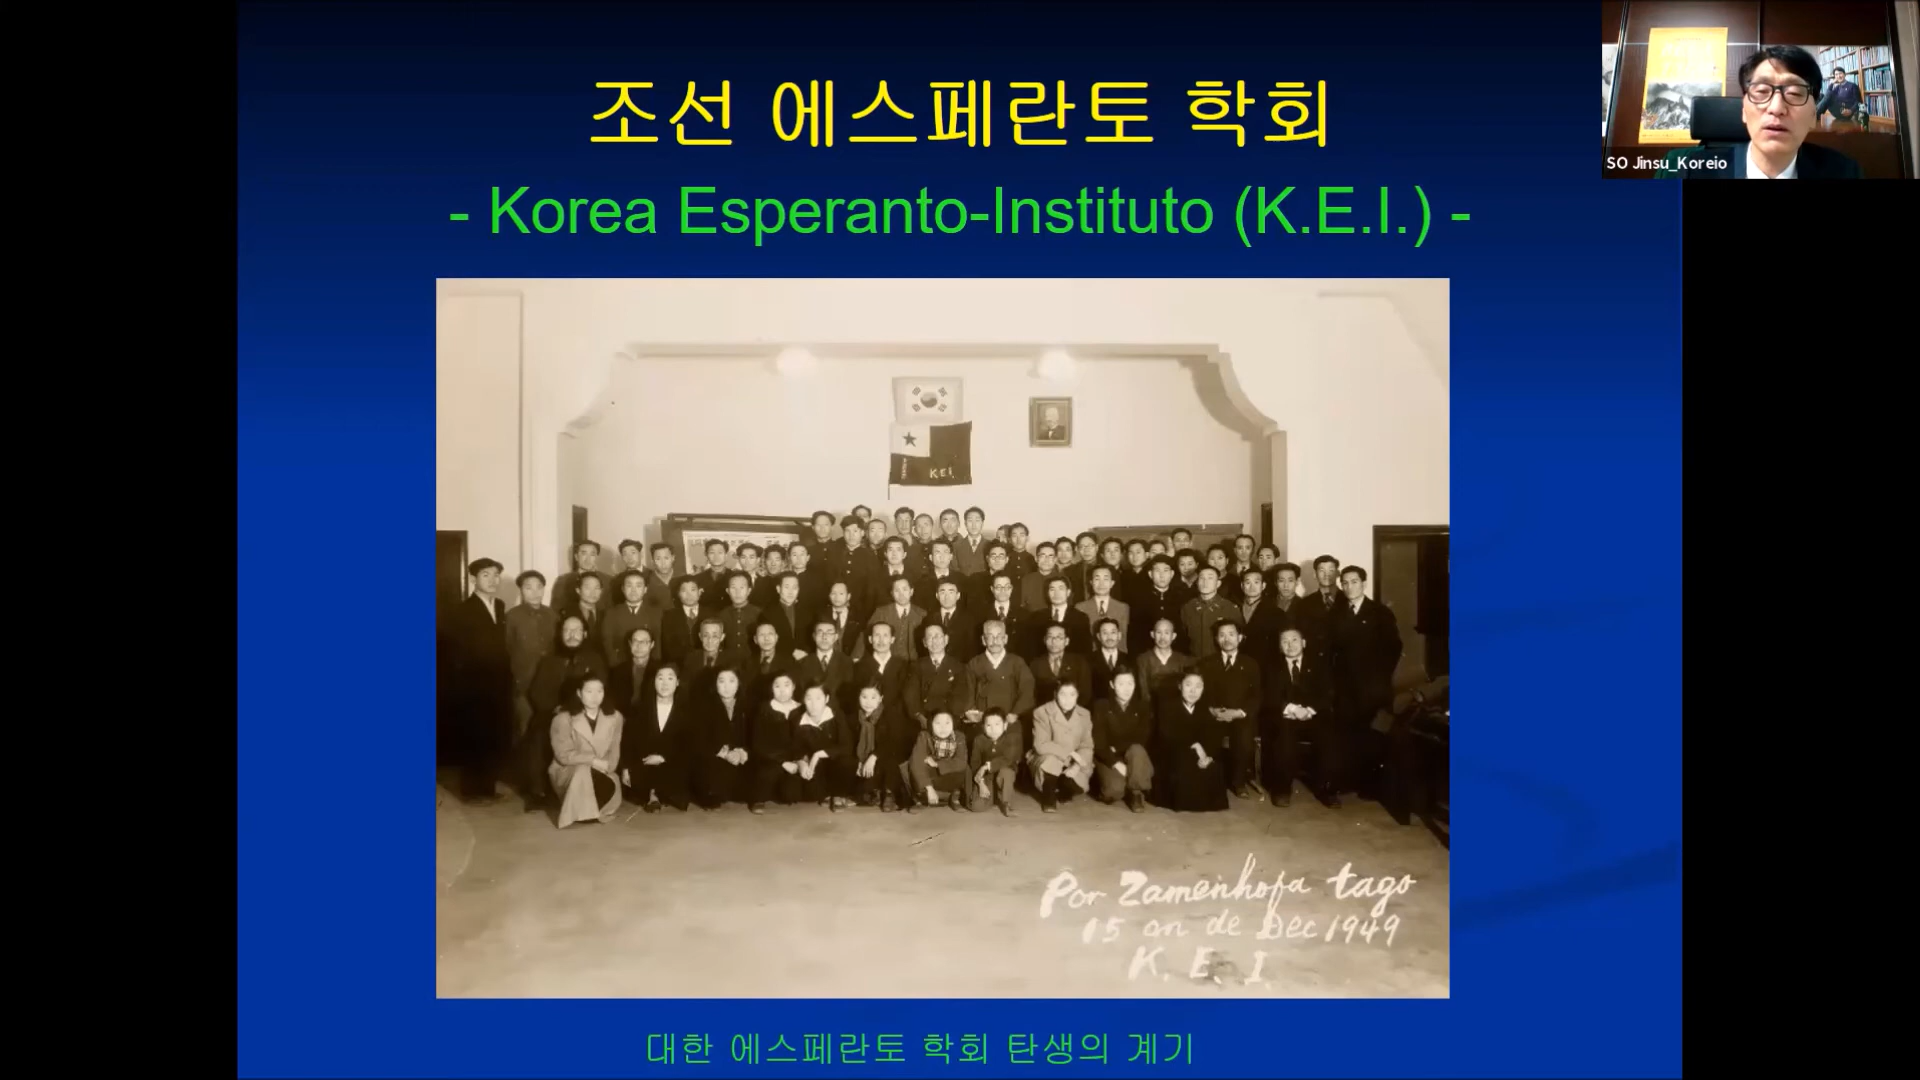 조선 에스페란토 학회
- Korea Esperanto-Instituto (K.E.I.) -
SO Jinsu_Koreio
K.E.I.
Por Zamenhofa tago
15 an de Dec 1949
K. E. I.
대한 에스페란토 학회 탄생의 계기